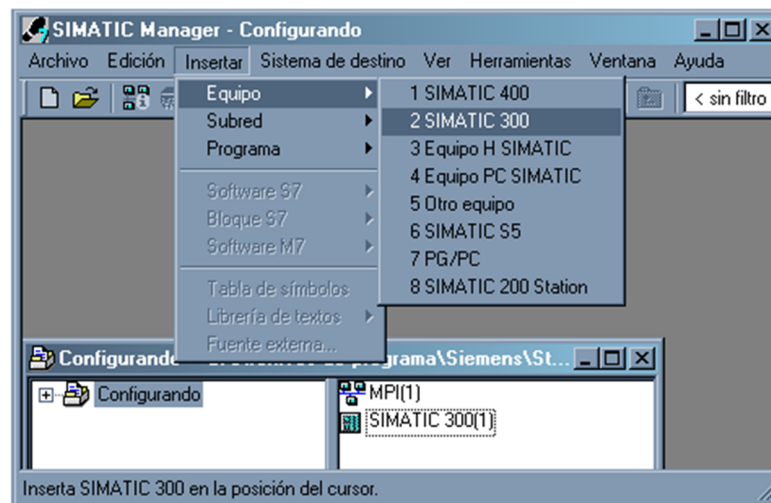 SIMATIC Manager - Configurando
Archivo Edición Insertar Sistema de destino Ver Herramientas Ventana Ayuda
< sin filtro
Equipo
Subred
Programa
Software S7
Bloque S7
Software M7
Tabla de símbolos
Librería de textos
Fuente externa...
1 SIMATIC 400
2 SIMATIC 300
3 Equipo H SIMATIC
4 Equipo PC SIMATIC
5 Otro equipo
6 SIMATIC S5
7 PG/PC
8 SIMATIC 200 Station
Configurando programa\Siemens\St...
Configurando
MPI(1)
SIMATIC 300(1)
Inserta SIMATIC 300 en la posición del cursor.